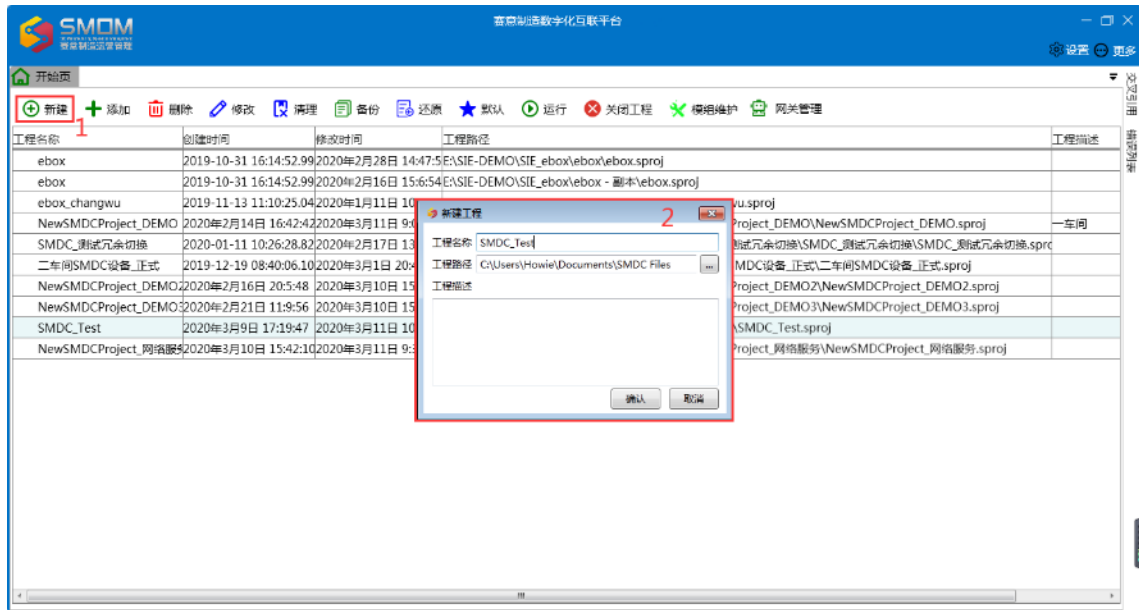 SMOM
赛意制造运营管理
赛意制造数字化互联平台
设置 更多
开始页
新建 添加 删除 修改 清理 备份 还原 默认 运行 关闭工程 模组维护 网关管理
1
工程名称 创建时间 修改时间 工程路径 工程描述
ebox 2019-10-31 16:14:52.99 2020年2月28日 14:47:5 E:\SIE-DEMO\SIE_ebox\ebox\ebox.sproj
ebox 2019-10-31 16:14:52.99 2020年2月16日 15:6:54 E:\SIE-DEMO\SIE_ebox\ebox - 副本\ebox.sproj
ebox_changwu 2019-11-13 11:10:25.04 2020年1月11日 10 vu.sproj
NewSMDCProject_DEMO 2020年2月14日 16:42:42 2020年3月11日 9:0 Project_DEMO\NewSMDCProject_DEMO.sproj 一车间
SMDC_测试冗余切换 2020-01-11 10:26:28.82 2020年2月17日 13 测试冗余切换\SMDC_测试冗余切换\SMDC_测试冗余切换.spro
二车间SMDC设备_正式 2019-12-19 08:40:06.10 2020年3月1日 20:4 MDC设备_正式\二车间SMDC设备_正式.sproj
NewSMDCProject_DEMO2 2020年2月16日 20:5:48 2020年3月10日 15 Project_DEMO2\NewSMDCProject_DEMO2.sproj
NewSMDCProject_DEMO3 2020年2月21日 11:9:56 2020年3月10日 15 Project_DEMO3\NewSMDCProject_DEMO3.sproj
SMDC_Test 2020年3月9日 17:19:47 2020年3月11日 10 \SMDC_Test.sproj
NewSMDCProject_网络服务 2020年3月10日 15:42:10 2020年3月11日 9: Project_网络服务\NewSMDCProject_网络服务.sproj
新建工程 2
工程名称 SMDC_Test
工程路径 C:\Users\Howie\Documents\SMDC Files ...
工程描述
确认 取消
交叉引用
错误列表